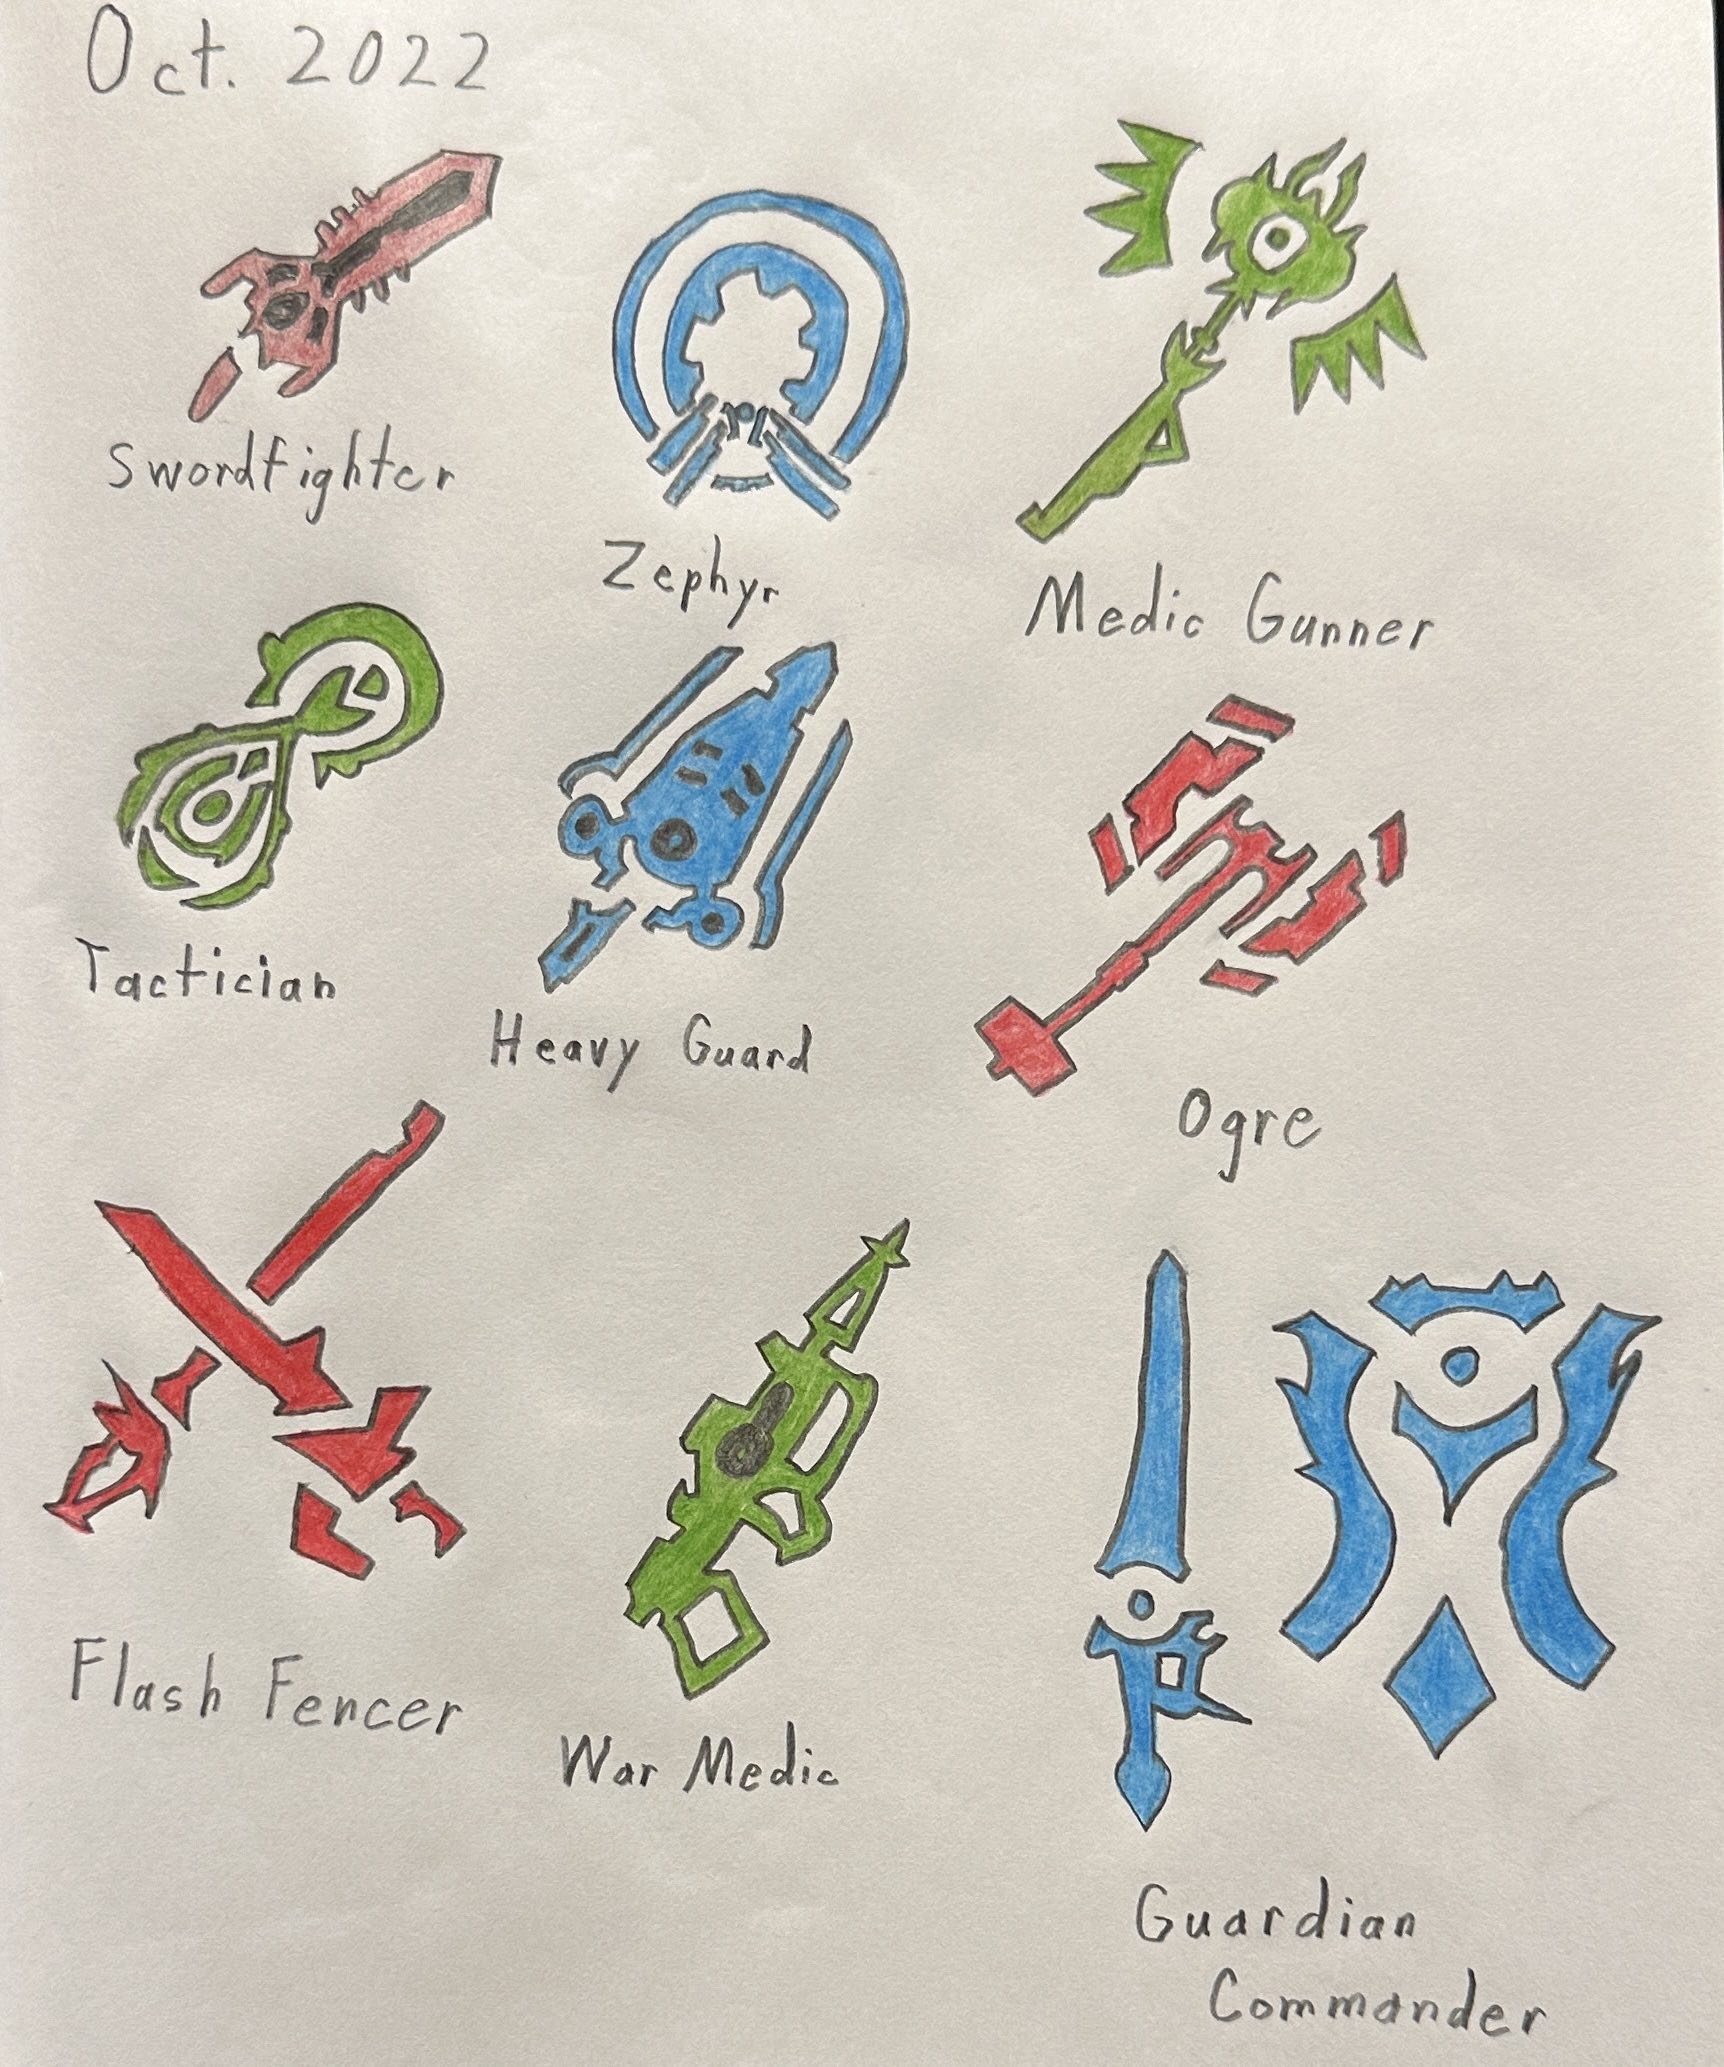 Oct. 2022
Swordfighter
Zephyr
Medic Gunner
Tactician
Heavy Guard
Ogre
Flash Fencer
War Medic
Guardian
Commander